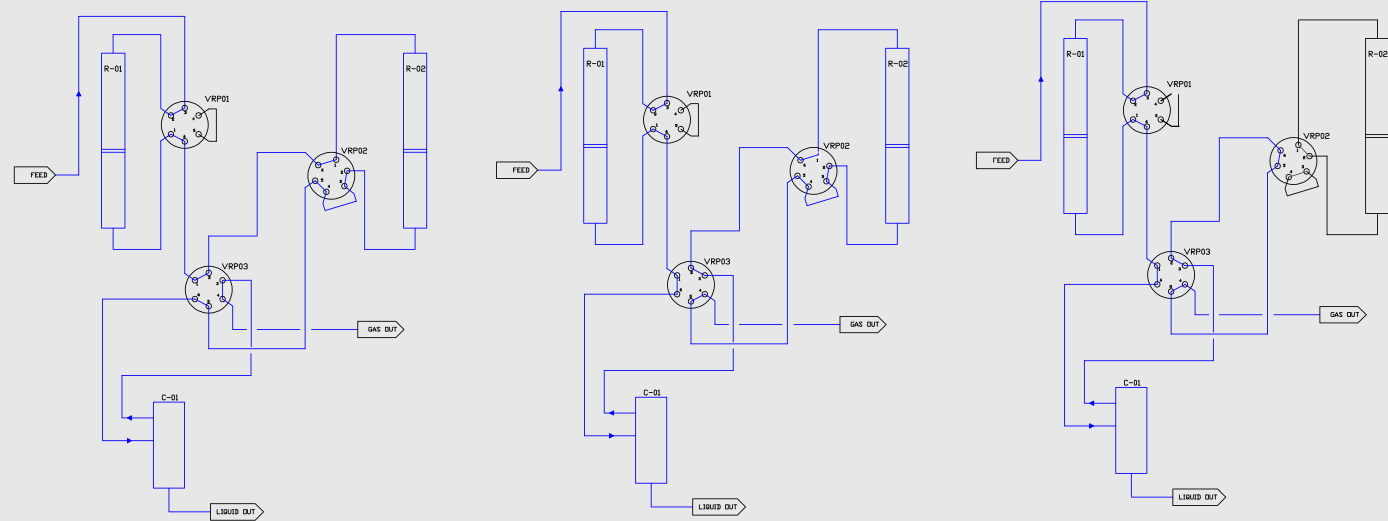 R-01
R-02
VRP01
VRP02
FEED
VRP03
GAS OUT
C-01
LIQUID OUT
R-01
R-02
VRP01
VRP02
FEED
VRP03
GAS OUT
C-01
LIQUID OUT
R-01
R-02
VRP01
VRP02
FEED
VRP03
GAS OUT
C-01
LIQUID OUT